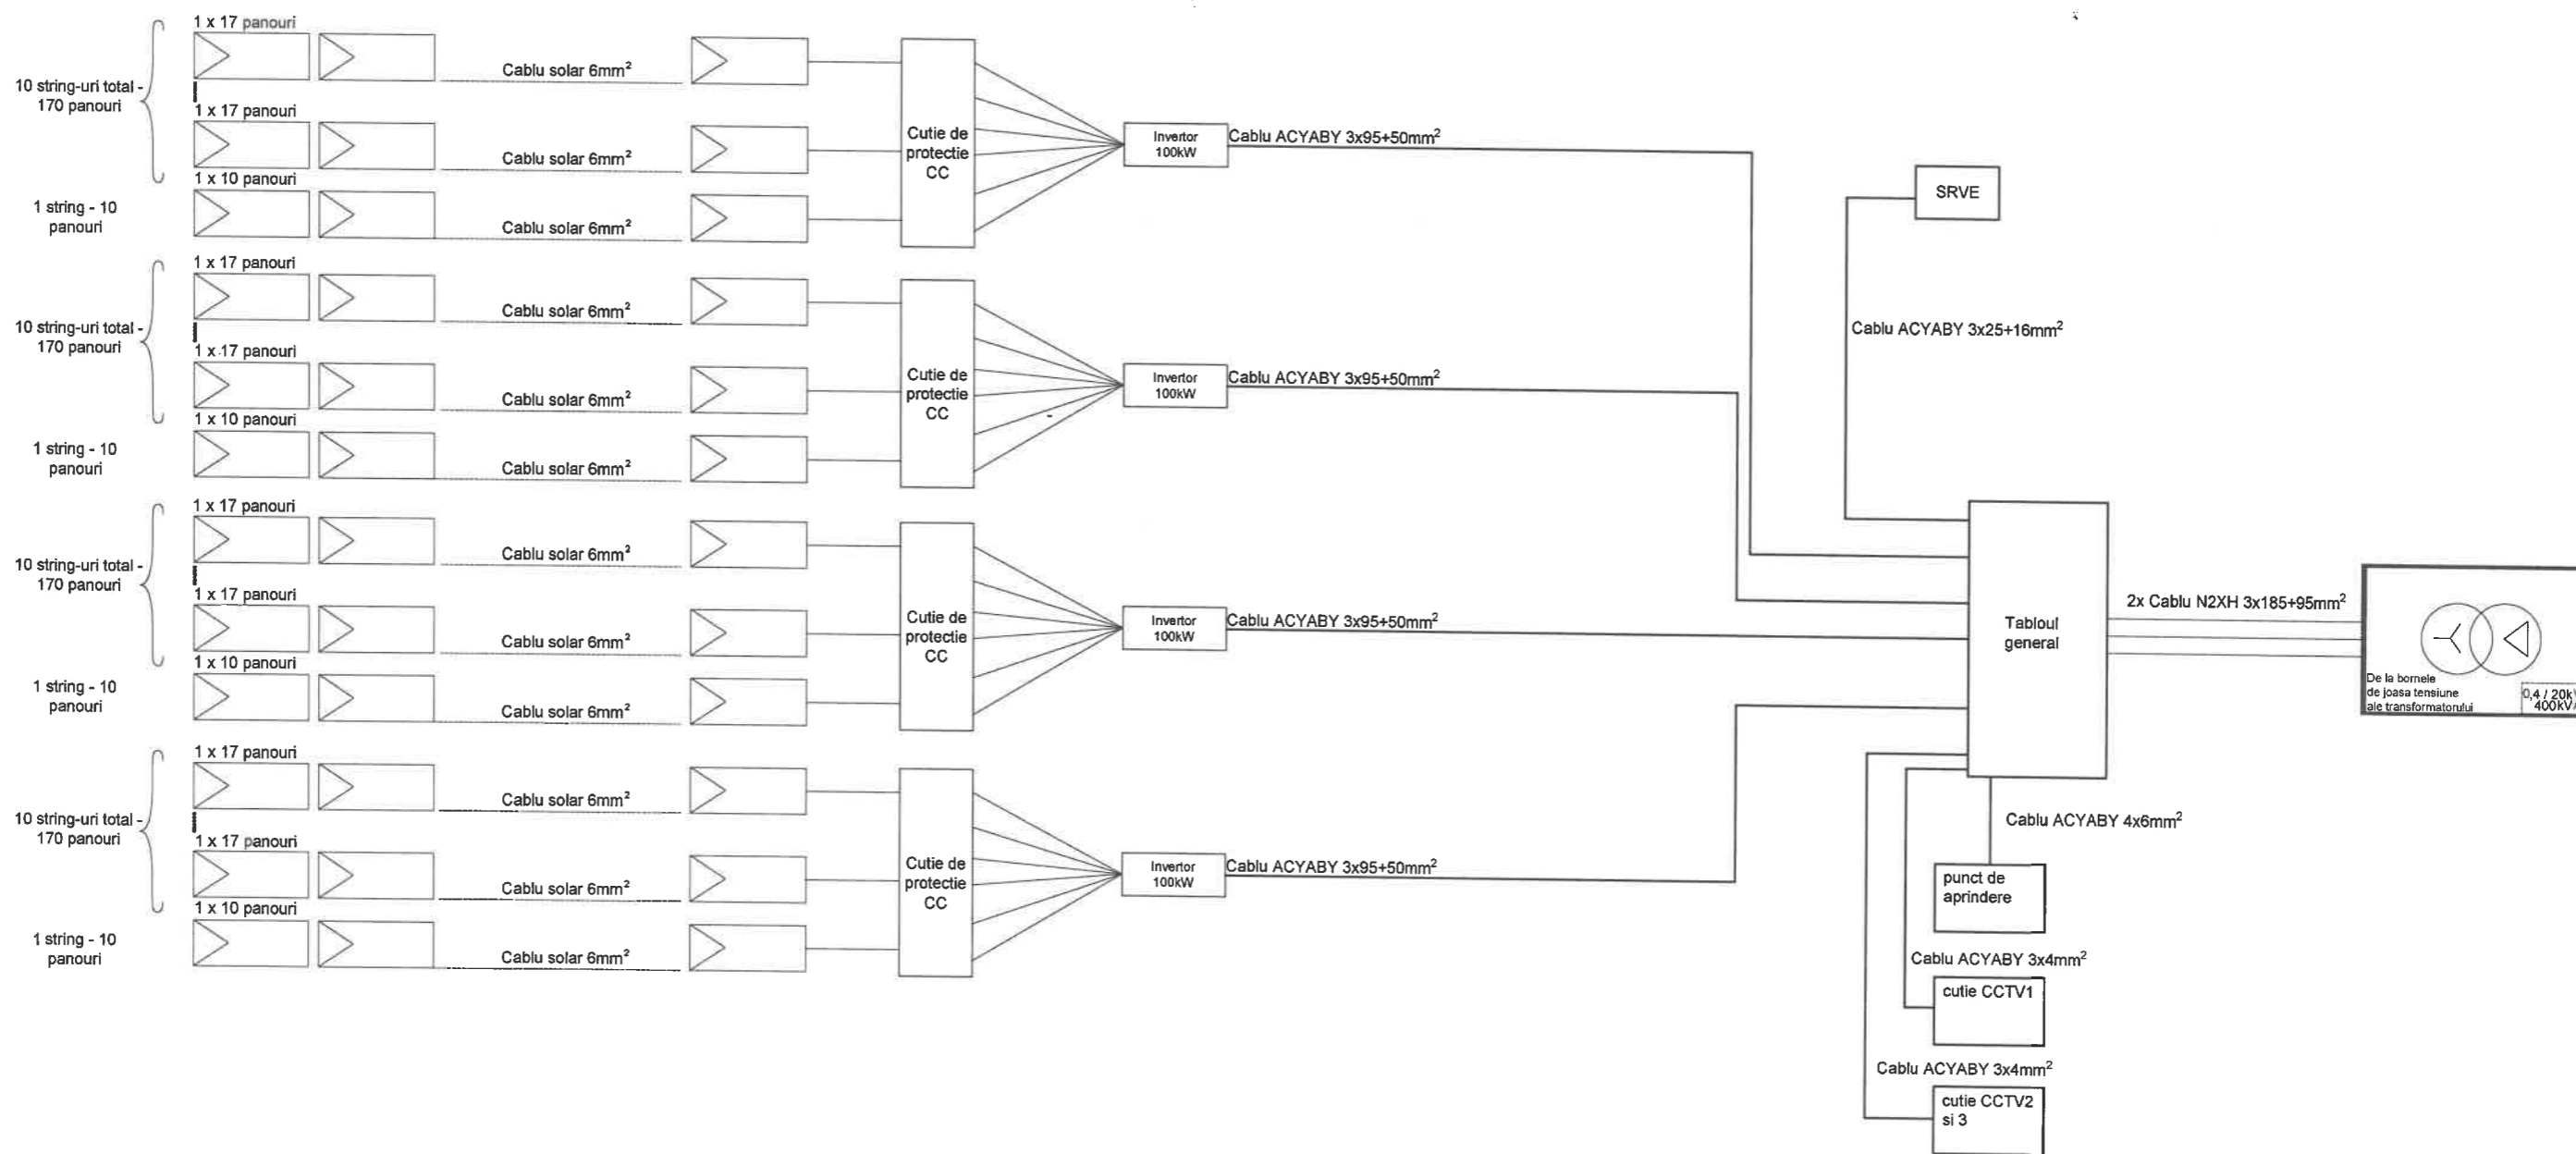 1 x 17 panouri
10 string-uri total -
170 panouri
Cablu solar 6mm²
1 x 17 panouri
Cablu solar 6mm²
1 x 10 panouri
1 string - 10
panouri
Cablu solar 6mm²
Cutie de
protectie
CC
Invertor
100kW
Cablu ACYABY 3x95+50mm²
1 x 17 panouri
10 string-uri total -
170 panouri
Cablu solar 6mm²
1 x 17 panouri
Cablu solar 6mm²
1 x 10 panouri
1 string - 10
panouri
Cablu solar 6mm²
Cutie de
protectie
CC
Invertor
100kW
Cablu ACYABY 3x95+50mm²
1 x 17 panouri
10 string-uri total -
170 panouri
Cablu solar 6mm²
1 x 17 panouri
Cablu solar 6mm²
1 x 10 panouri
1 string - 10
panouri
Cablu solar 6mm²
Cutie de
protectie
CC
Invertor
100kW
Cablu ACYABY 3x95+50mm²
1 x 17 panouri
10 string-uri total -
170 panouri
Cablu solar 6mm²
1 x 17 panouri
Cablu solar 6mm²
1 x 10 panouri
1 string - 10
panouri
Cablu solar 6mm²
Cutie de
protectie
CC
Invertor
100kW
Cablu ACYABY 3x95+50mm²
SRVE
Cablu ACYABY 3x25+16mm²
Tabloul
general
2x Cablu N2XH 3x185+95mm²
De la bornele
de joasa tensiune
ale transformatorului
0,4 / 20k
400kV
Cablu ACYABY 4x6mm²
punct de
aprindere
Cablu ACYABY 3x4mm²
cutie CCTV1
Cablu ACYABY 3x4mm²
cutie CCTV2
si 3